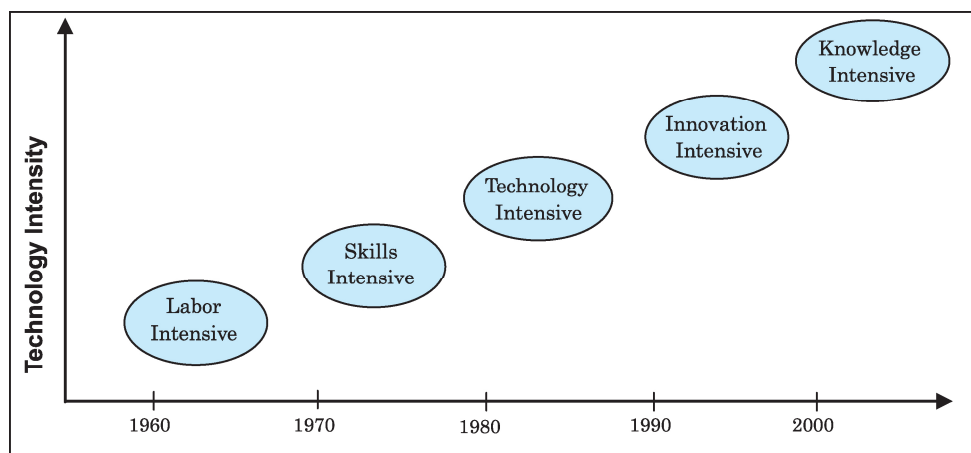 Knowledge
Intensive
Innovation
Intensive
Technology
Intensive
Skills
Intensive
Labor
Intensive
Technology Intensity
1960
1970
1980
1990
2000